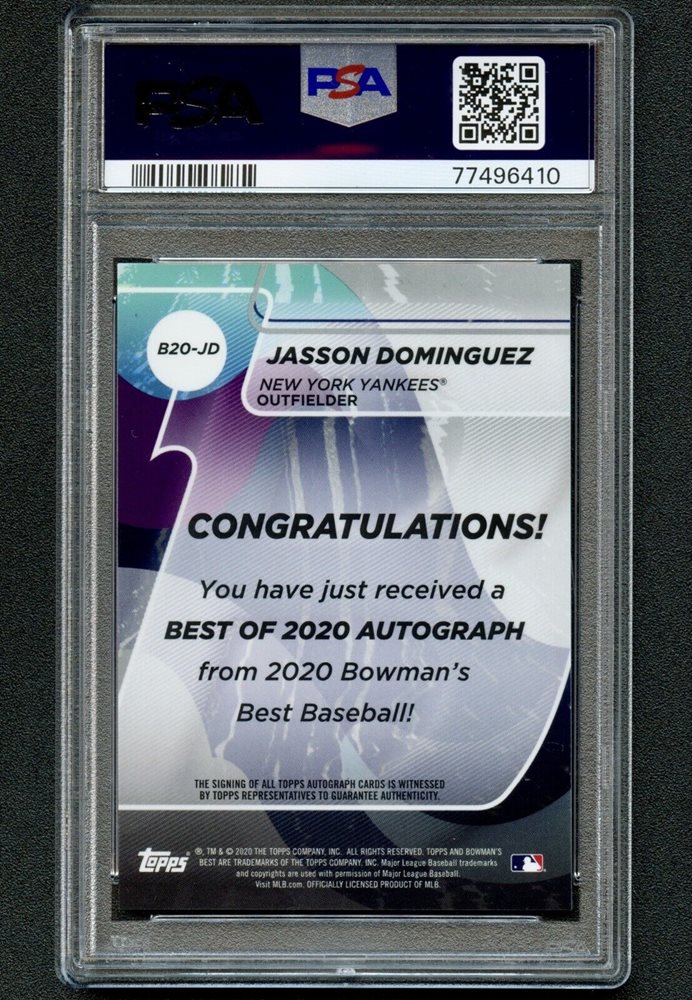 PSA
PSA
77496410
B20-JD
JASSON DOMINGUEZ
NEW YORK YANKEES®
OUTFIELDER
CONGRATULATIONS!
You have just received a
BEST OF 2020 AUTOGRAPH
from 2020 Bowman's
Best Baseball!
THE SIGNING OF ALL TOPPS AUTOGRAPH CARDS IS WITNESSED
BY TOPPS REPRESENTATIVES TO GUARANTEE AUTHENTICITY.
Topps
®, TM & © 2020 THE TOPPS COMPANY, INC. ALL RIGHTS RESERVED. TOPPS AND BOWMAN'S
BEST ARE TRADEMARKS OF THE TOPPS COMPANY, INC. Major League Baseball trademarks
and copyrights are used with permission of Major League Baseball.
Visit MLB.com. OFFICIALLY LICENSED PRODUCT OF MLB.
PSA